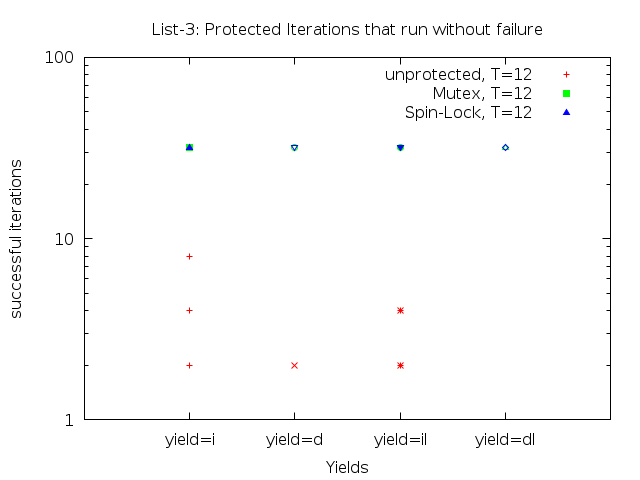 List-3: Protected Iterations that run without failure
100
unprotected, T=12
Mutex, T=12
Spin-Lock, T=12
successful iterations
10
1
yield=i yield=d yield=il yield=dl
Yields